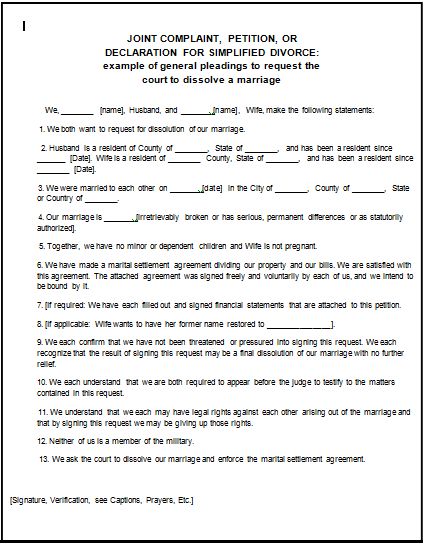 JOINT COMPLAINT, PETITION, OR
DECLARATION FOR SIMPLIFIED DIVORCE:
example of general pleadings to request the
court to dissolve a marriage
We, _______ [name], Husband, and _______, [name], Wife, make the following statements:
1. We both want to request for dissolution of our marriage.
2. Husband is a resident of County of _______, State of _______, and has been a resident since
_______ [Date]. Wife is a resident of _______ County, State of _______, and has been a resident since
_______ [Date].
3. We were married to each other on _______, [date] in the City of _______, County of _______, State
or Country of _______.
4. Our marriage is _______, [irretrievably broken or has serious, permanent differences or as statutorily
authorized].
5. Together, we have no minor or dependent children and Wife is not pregnant.
6. We have made a marital settlement agreement dividing our property and our bills. We are satisfied with
this agreement. The attached agreement was signed freely and voluntarily by each of us, and we intend to
be bound by it.
7. [if required: We have each filled out and signed financial statements that are attached to this petition.
8. [if applicable: Wife wants to have her former name restored to ______________].
9. We each confirm that we have not been threatened or pressured into signing this request. We each
recognize that the result of signing this request may be a final dissolution of our marriage with no further
relief.
10. We each understand that we are both required to appear before the judge to testify to the matters
contained in this request.
11. We understand that we each may have legal rights against each other arising out of the marriage and
that by signing this request we may be giving up those rights.
12. Neither of us is a member of the military.
13. We ask the court to dissolve our marriage and enforce the marital settlement agreement.
[Signature, Verification, see Captions, Prayers, Etc.]